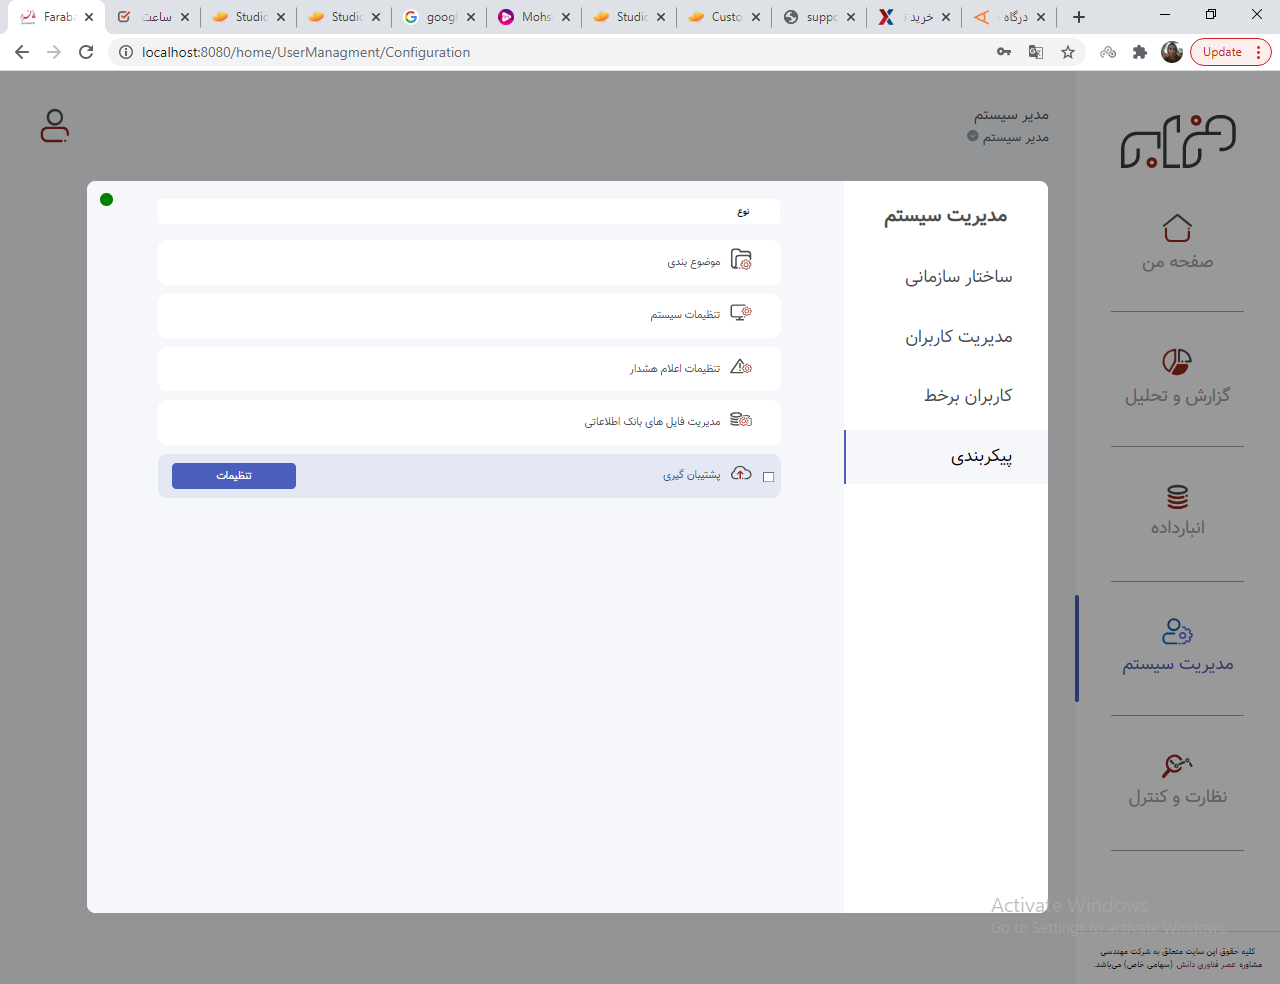 Farab
ساعت
Studio
Studio
googl
Mohs
Studio
Custo
suppo
خرید
درگاه
localhost:8080/home/UserManagment/Configuration
Update
مدیر سیستم
مدیر سیستم
فراب
صفحه من
گزارش و تحلیل
انبارداده
مدیریت سیستم
نظارت و کنترل
مدیریت سیستم
ساختار سازمانی
مدیریت کاربران
کاربران برخط
پیکربندی
نوع
موضوع بندی
تنظیمات سیستم
تنظیمات اعلام هشدار
مدیریت فایل های بانک اطلاعاتی
پشتیبان گیری
تنظیمات
Activate Windows
Go to Settings to activate Windows.
کلیه حقوق این سایت متعلق به شرکت مهندسی
مشاوره عصر فناوری دانش (سهامی خاص) می‌باشد.